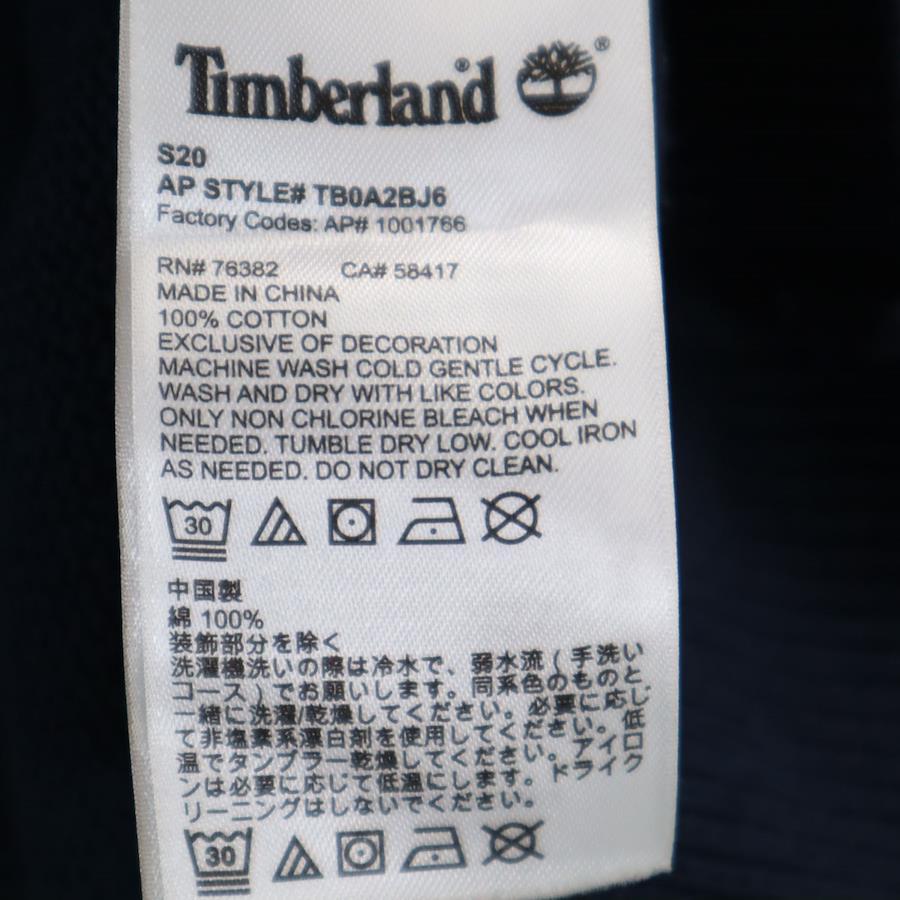 Timberland® ®
S20
AP STYLE# TB0A2BJ6
Factory Codes: AP# 1001766
RN# 76382 CA# 58417
MADE IN CHINA
100% COTTON
EXCLUSIVE OF DECORATION
MACHINE WASH COLD GENTLE CYCLE.
WASH AND DRY WITH LIKE COLORS.
ONLY NON CHLORINE BLEACH WHEN
NEEDED. TUMBLE DRY LOW. COOL IRON
AS NEEDED. DO NOT DRY CLEAN.
30
中国製
綿 100%
装飾部分を除く
洗濯機洗いの際は冷水で、弱水流 (手洗い
コース) でお願いします。同系色のものと
一緒に洗濯/乾燥してください。必要に応じ
て非塩素系漂白剤を使用してください。低
温でタンブラー乾燥してください。アイロ
ンは必要に応じて低温にします。ドライク
リーニングはしないでください。
30